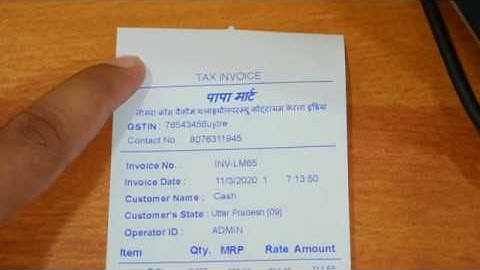 TAX INVOICE
पापा मार्ट
GSTIN : 76543456uytre
Contact No 8076311945
Invoice No. : INV-LM65
Invoice Date : 11/3/2020 1 7 13 50
Customer Name : Cash
Customer's State : Uttar Pradesh [09]
Operator ID : ADMIN
Item Qty. MRP Rate Amount